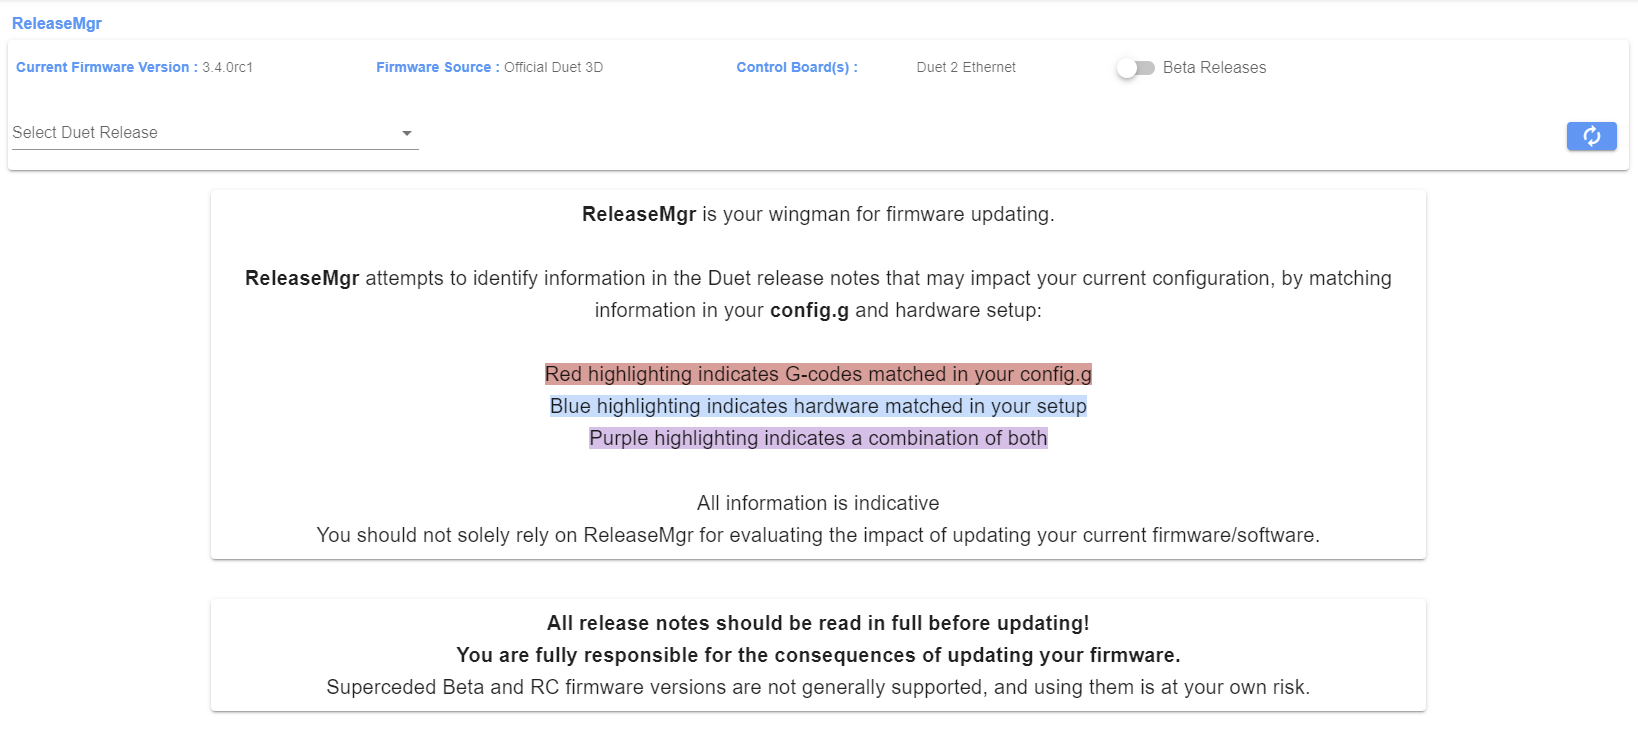 ReleaseMgr
Current Firmware Version : 3.4.0rc1 Firmware Source : Official Duet 3D Control Board(s) : Duet 2 Ethernet Beta Releases
Select Duet Release
ReleaseMgr is your wingman for firmware updating.
ReleaseMgr attempts to identify information in the Duet release notes that may impact your current configuration, by matching
information in your config.g and hardware setup:
Red highlighting indicates G-codes matched in your config.g
Blue highlighting indicates hardware matched in your setup
Purple highlighting indicates a combination of both
All information is indicative
You should not solely rely on ReleaseMgr for evaluating the impact of updating your current firmware/software.
All release notes should be read in full before updating!
You are fully responsible for the consequences of updating your firmware.
Superceded Beta and RC firmware versions are not generally supported, and using them is at your own risk.